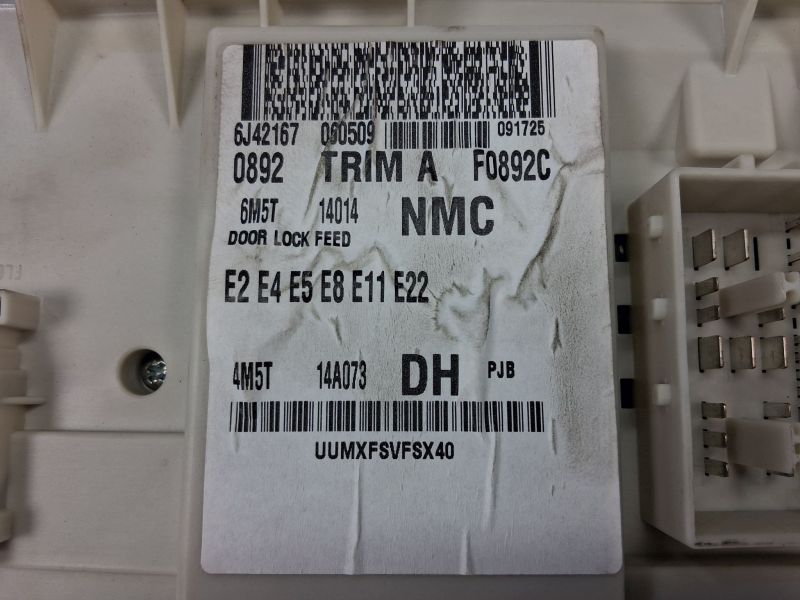 6J42167 060509 091725
0892 TRIM A F0892C
6M5T 14014 NMC
DOOR LOCK FEED
E2 E4 E5 E8 E11 E22
4M5T 14A073 DH PJB
UUMXFSVFSX40